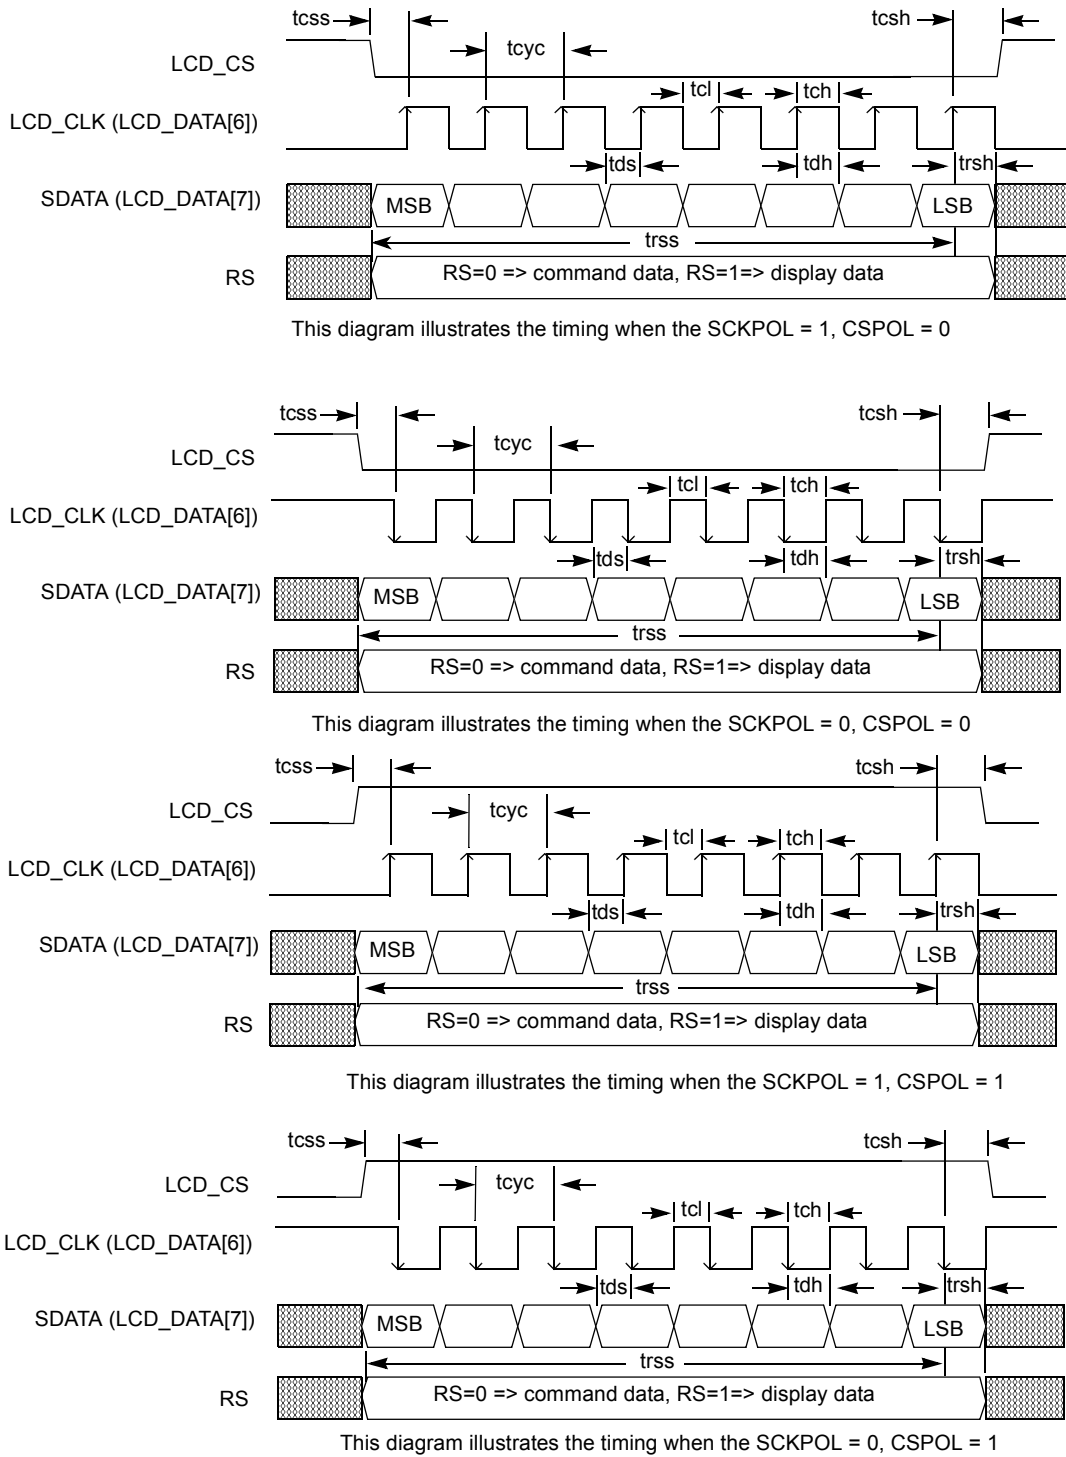 tcss
tcsh
LCD_CS
tcyc
tcl
tch
LCD_CLK (LCD_DATA[6])
tds
tdh
trsh
SDATA (LCD_DATA[7])
MSB
LSB
trss
RS
RS=0 => command data, RS=1=> display data
This diagram illustrates the timing when the SCKPOL = 1, CSPOL = 0
tcss
tcsh
LCD_CS
tcyc
tcl
tch
LCD_CLK (LCD_DATA[6])
tds
tdh
trsh
SDATA (LCD_DATA[7])
MSB
LSB
trss
RS
RS=0 => command data, RS=1=> display data
This diagram illustrates the timing when the SCKPOL = 0, CSPOL = 0
tcss
tcsh
LCD_CS
tcyc
tcl
tch
LCD_CLK (LCD_DATA[6])
tds
tdh
trsh
SDATA (LCD_DATA[7])
MSB
LSB
trss
RS
RS=0 => command data, RS=1=> display data
This diagram illustrates the timing when the SCKPOL = 1, CSPOL = 1
tcss
tcsh
LCD_CS
tcyc
tcl
tch
LCD_CLK (LCD_DATA[6])
tds
tdh
trsh
SDATA (LCD_DATA[7])
MSB
LSB
trss
RS
RS=0 => command data, RS=1=> display data
This diagram illustrates the timing when the SCKPOL = 0, CSPOL = 1